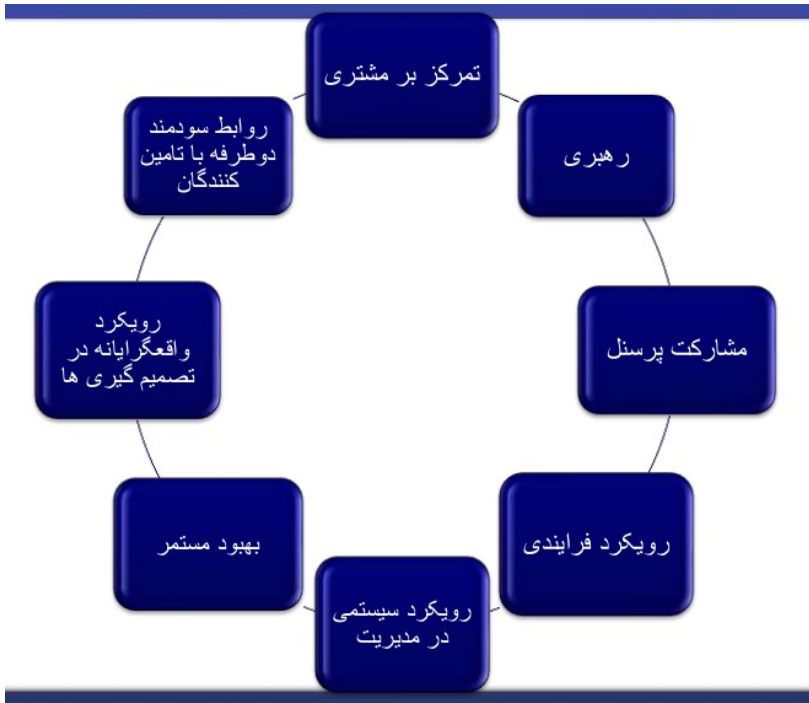 تمرکز بر مشتری
رهبری
مشارکت پرسنل
رویکرد فرایندی
رویکرد سیستمی
در مدیریت
بهبود مستمر
رویکرد
واقعگرایانه در
تصمیم گیری ها
روابط سودمند
دوطرفه با تامین
کنندگان